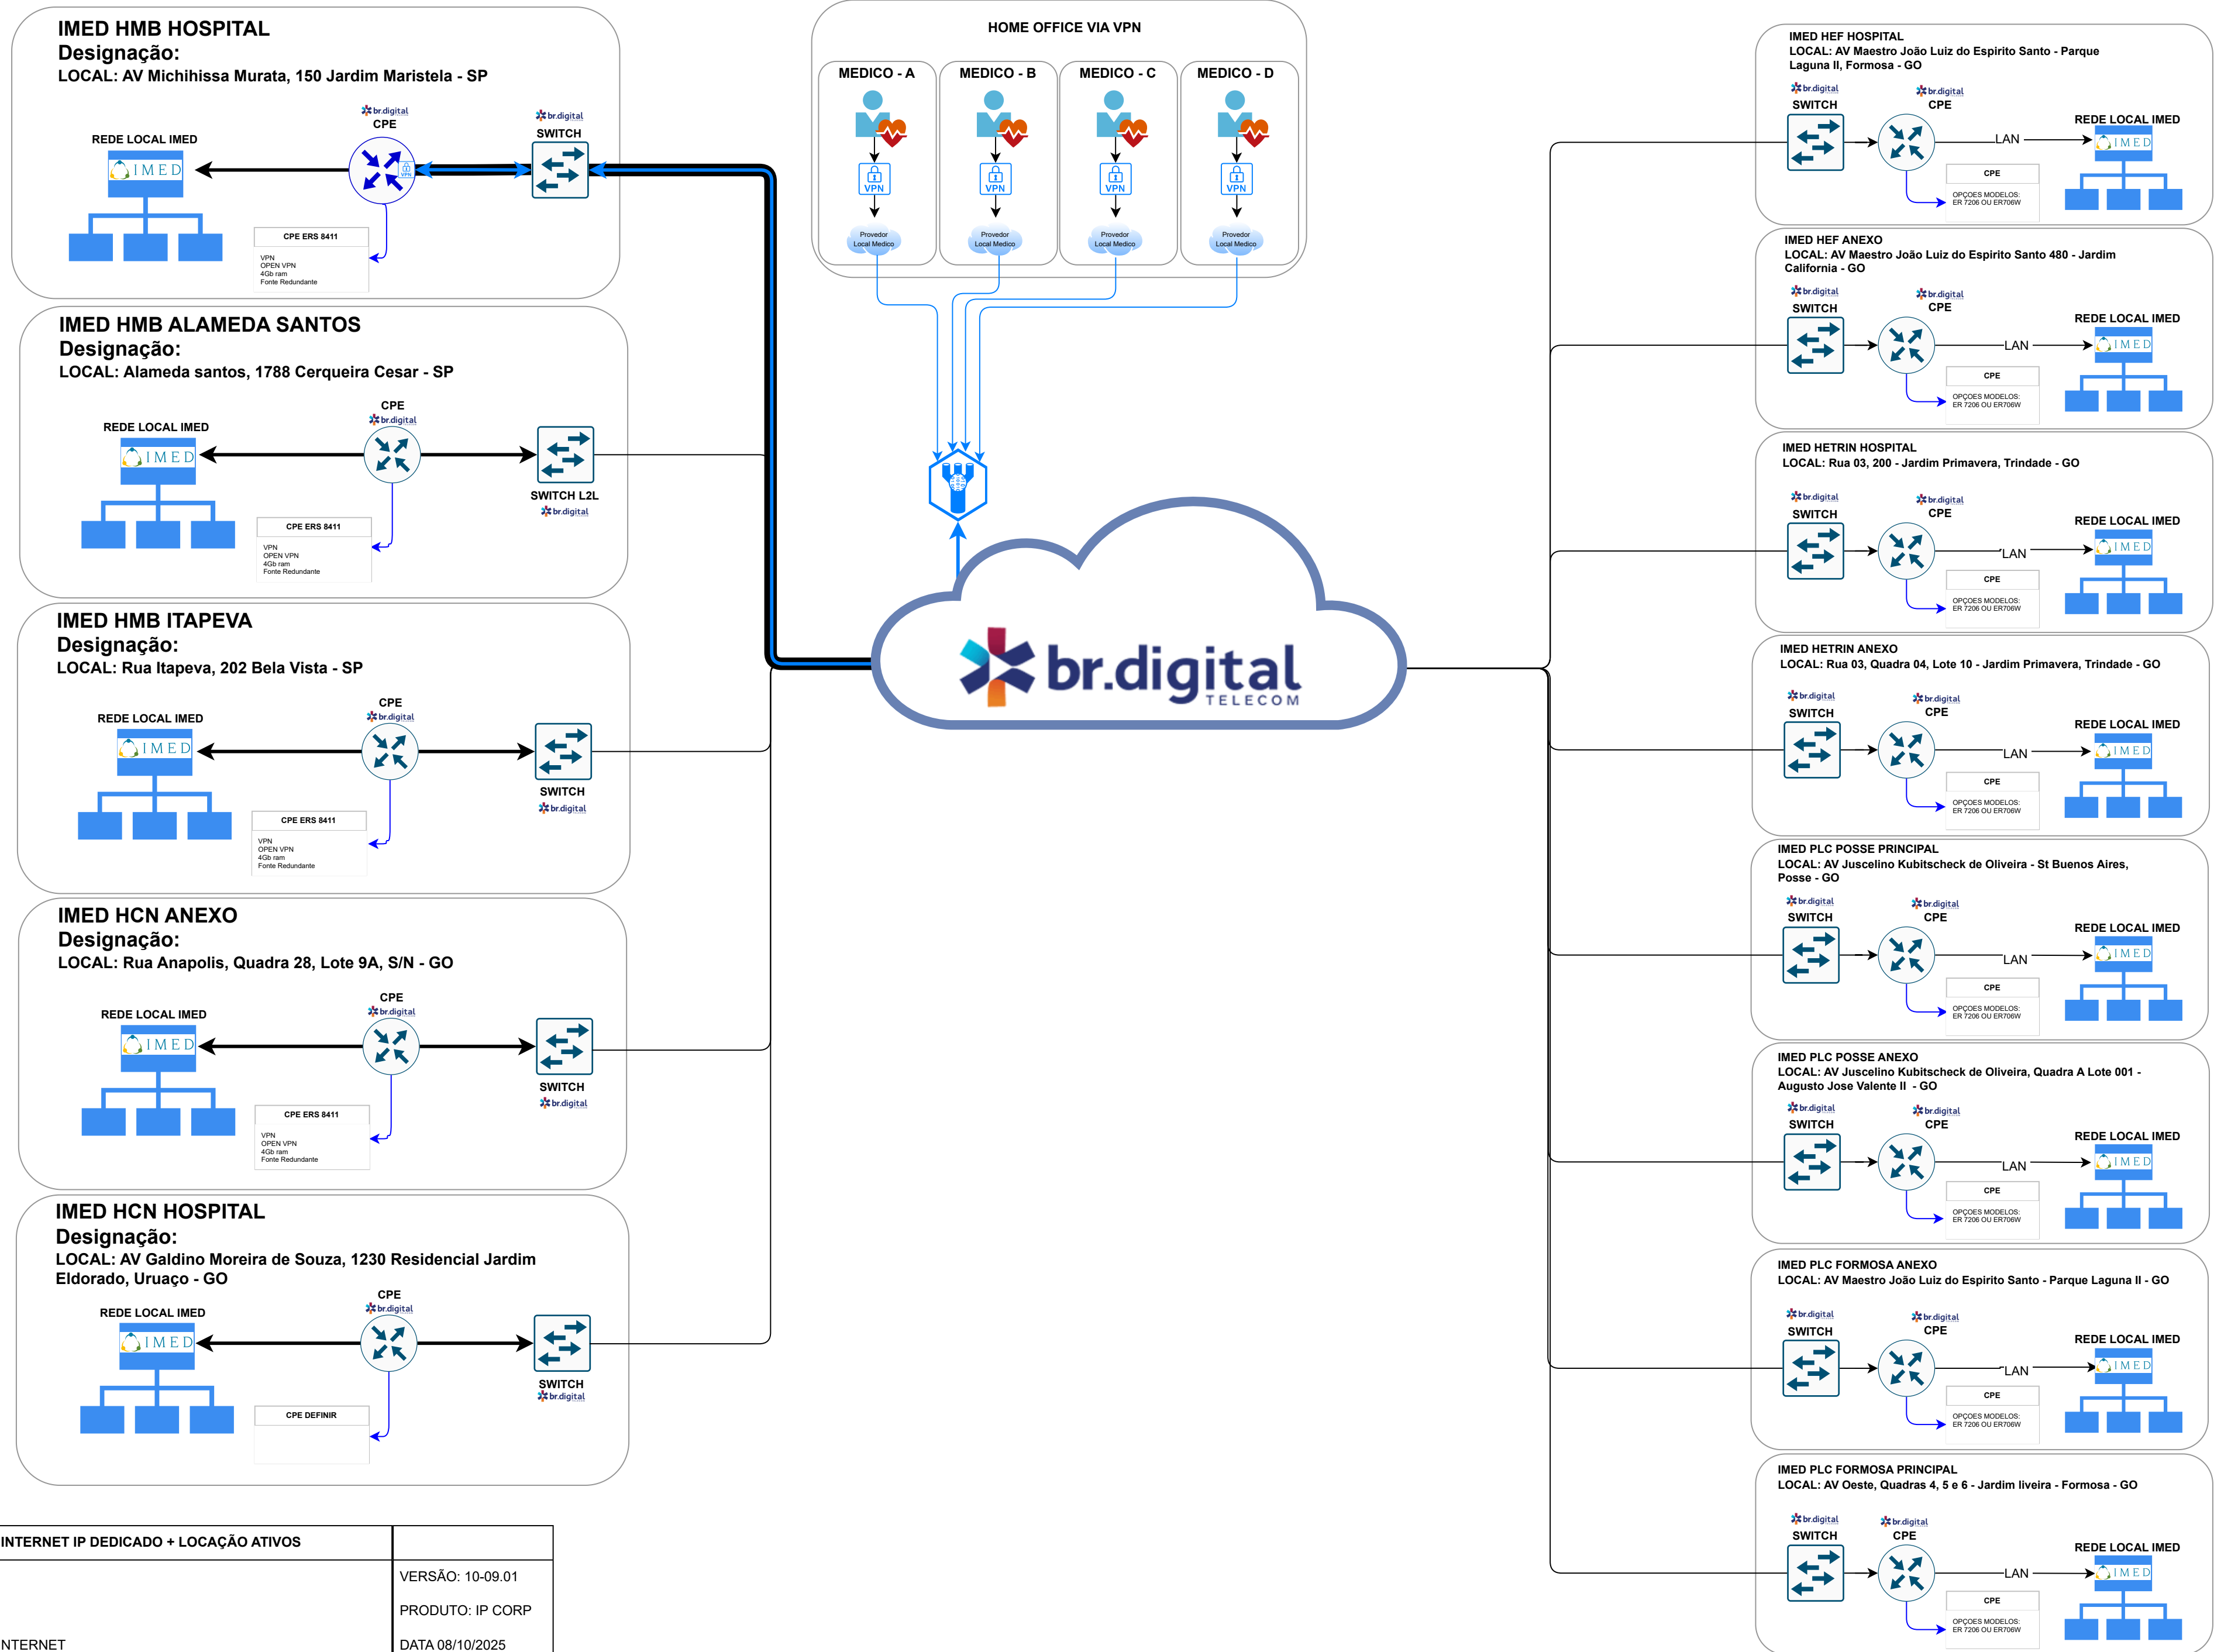 IMED HMB HOSPITAL
Designação:
LOCAL: AV Michihissa Murata, 150 Jardim Maristela - SP
br.digital
CPE
br.digital
SWITCH
REDE LOCAL IMED
IMED
VPN
CPE ERS 8411
VPN
OPEN VPN
4Gb ram
Fonte Redundante
IMED HMB ALAMEDA SANTOS
Designação:
LOCAL: Alameda santos, 1788 Cerqueira Cesar - SP
CPE
br.digital
REDE LOCAL IMED
IMED
SWITCH L2L
br.digital
CPE ERS 8411
VPN
OPEN VPN
4Gb ram
Fonte Redundante
IMED HMB ITAPEVA
Designação:
LOCAL: Rua Itapeva, 202 Bela Vista - SP
CPE
br.digital
REDE LOCAL IMED
IMED
SWITCH
br.digital
CPE ERS 8411
VPN
OPEN VPN
4Gb ram
Fonte Redundante
IMED HCN ANEXO
Designação:
LOCAL: Rua Anapolis, Quadra 28, Lote 9A, S/N - GO
CPE
br.digital
REDE LOCAL IMED
IMED
SWITCH
br.digital
CPE ERS 8411
VPN
OPEN VPN
4Gb ram
Fonte Redundante
IMED HCN HOSPITAL
Designação:
LOCAL: AV Galdino Moreira de Souza, 1230 Residencial Jardim
Eldorado, Uruaço - GO
CPE
br.digital
REDE LOCAL IMED
IMED
SWITCH
br.digital
CPE DEFINIR
INTERNET IP DEDICADO + LOCAÇÃO ATIVOS
VERSÃO: 10-09.01
PRODUTO: IP CORP
NTERNET
DATA 08/10/2025
HOME OFFICE VIA VPN
MEDICO - A
MEDICO - B
MEDICO - C
MEDICO - D
VPN
VPN
VPN
VPN
Provedor
Local Medico
Provedor
Local Medico
Provedor
Local Medico
Provedor
Local Medico
br.digital
TELECOM
IMED HEF HOSPITAL
LOCAL: AV Maestro João Luiz do Espirito Santo - Parque
Laguna II, Formosa - GO
br.digital
SWITCH
br.digital
CPE
LAN
REDE LOCAL IMED
IMED
CPE
OPÇOES MODELOS:
ER 7206 OU ER706W
IMED HEF ANEXO
LOCAL: AV Maestro João Luiz do Espirito Santo 480 - Jardim
California - GO
br.digital
SWITCH
br.digital
CPE
LAN
REDE LOCAL IMED
IMED
CPE
OPÇOES MODELOS:
ER 7206 OU ER706W
IMED HETRIN HOSPITAL
LOCAL: Rua 03, 200 - Jardim Primavera, Trindade - GO
br.digital
SWITCH
br.digital
CPE
LAN
REDE LOCAL IMED
IMED
CPE
OPÇOES MODELOS:
ER 7206 OU ER706W
IMED HETRIN ANEXO
LOCAL: Rua 03, Quadra 04, Lote 10 - Jardim Primavera, Trindade - GO
br.digital
SWITCH
br.digital
CPE
LAN
REDE LOCAL IMED
IMED
CPE
OPÇOES MODELOS:
ER 7206 OU ER706W
IMED PLC POSSE PRINCIPAL
LOCAL: AV Juscelino Kubitscheck de Oliveira - St Buenos Aires,
Posse - GO
br.digital
SWITCH
br.digital
CPE
LAN
REDE LOCAL IMED
IMED
CPE
OPÇOES MODELOS:
ER 7206 OU ER706W
IMED PLC POSSE ANEXO
LOCAL: AV Juscelino Kubitscheck de Oliveira, Quadra A Lote 001 -
Augusto Jose Valente II - GO
br.digital
SWITCH
br.digital
CPE
LAN
REDE LOCAL IMED
IMED
CPE
OPÇOES MODELOS:
ER 7206 OU ER706W
IMED PLC FORMOSA ANEXO
LOCAL: AV Maestro João Luiz do Espirito Santo - Parque Laguna II - GO
br.digital
SWITCH
br.digital
CPE
LAN
REDE LOCAL IMED
IMED
CPE
OPÇOES MODELOS:
ER 7206 OU ER706W
IMED PLC FORMOSA PRINCIPAL
LOCAL: AV Oeste, Quadras 4, 5 e 6 - Jardim liveira - Formosa - GO
br.digital
SWITCH
br.digital
CPE
LAN
REDE LOCAL IMED
IMED
CPE
OPÇOES MODELOS:
ER 7206 OU ER706W